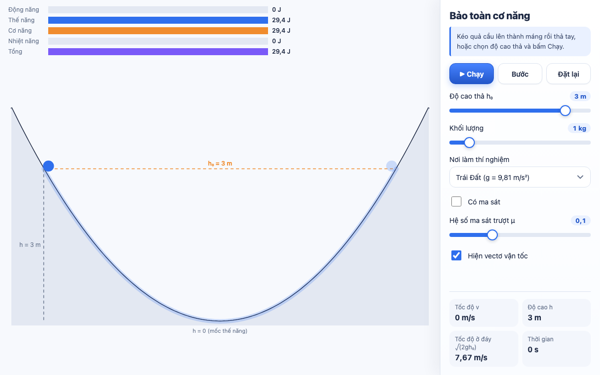 Động năng 0 J
Thế năng 29,4 J
Cơ năng 29,4 J
Nhiệt năng 0 J
Tổng 29,4 J
h₀ = 3 m
h = 3 m
h = 0 (mốc thế năng)
Bảo toàn cơ năng
Kéo quả cầu lên thành máng rồi thả tay,
hoặc chọn độ cao thả và bấm Chạy.
▶ Chạy Bước Đặt lại
Độ cao thả h₀ 3 m
Khối lượng 1 kg
Nơi làm thí nghiệm
Trái Đất (g = 9,81 m/s²)
Có ma sát
Hệ số ma sát trượt μ 0,1
Hiện vectơ vận tốc
Tốc độ v Độ cao h
0 m/s 3 m
Tốc độ ở đáy Thời gian
√(2gh₀) 0 s
7,67 m/s